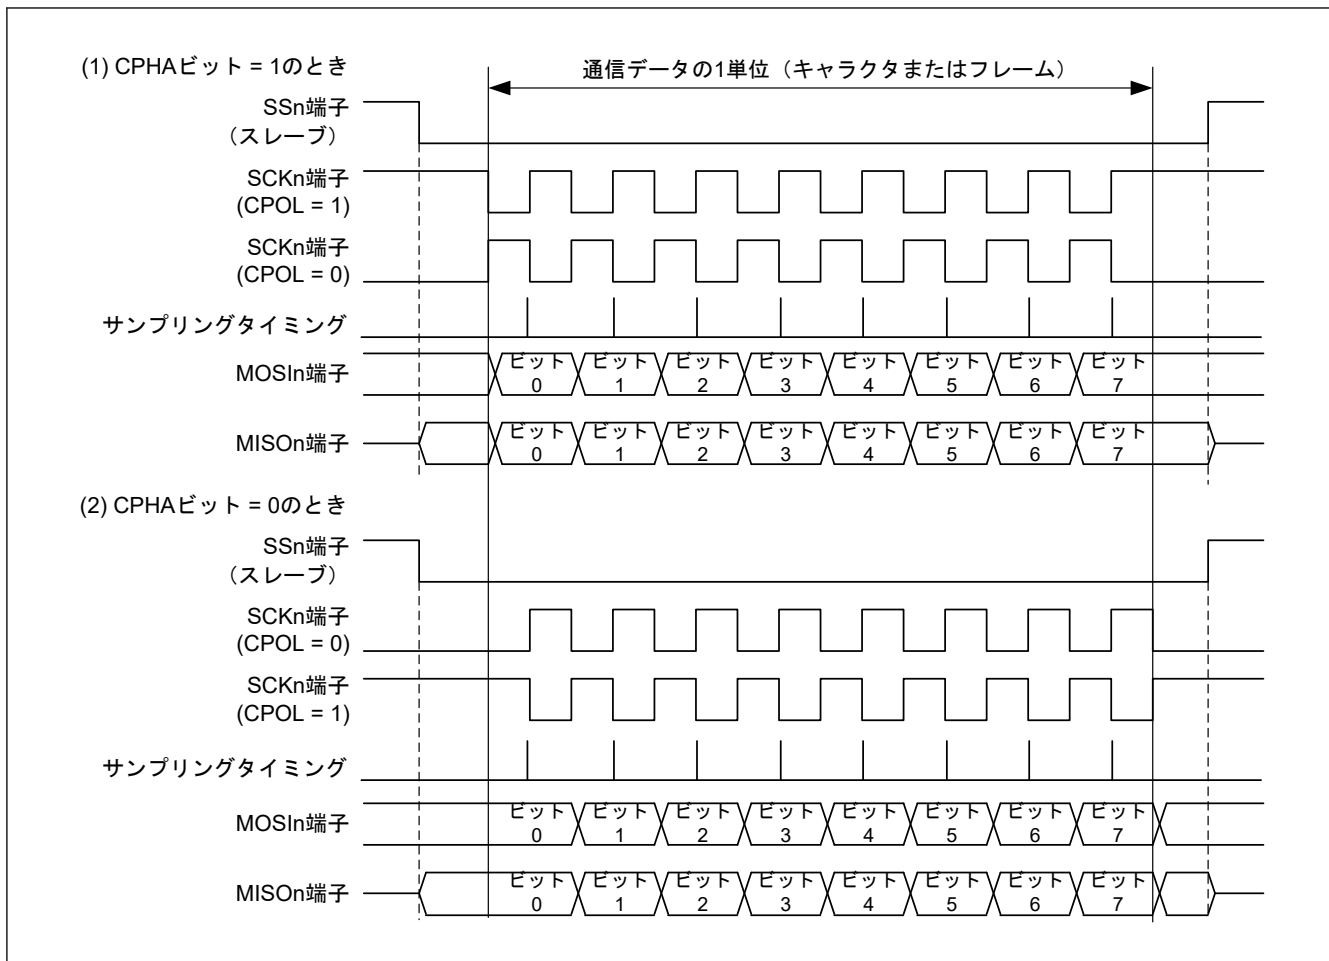 (1) CPHAビット = 1のとき
通信データの1単位（キャラクタまたはフレーム）
SSn端子
（スレーブ）
SCKn端子
(CPOL = 1)
SCKn端子
(CPOL = 0)
サンプリングタイミング
MOSIn端子
ビット ビット ビット ビット ビット ビット ビット ビット
0 1 2 3 4 5 6 7
MISOn端子
ビット ビット ビット ビット ビット ビット ビット ビット
0 1 2 3 4 5 6 7
(2) CPHAビット = 0のとき
SSn端子
（スレーブ）
SCKn端子
(CPOL = 0)
SCKn端子
(CPOL = 1)
サンプリングタイミング
MOSIn端子
ビット ビット ビット ビット ビット ビット ビット ビット
0 1 2 3 4 5 6 7
MISOn端子
ビット ビット ビット ビット ビット ビット ビット ビット
0 1 2 3 4 5 6 7